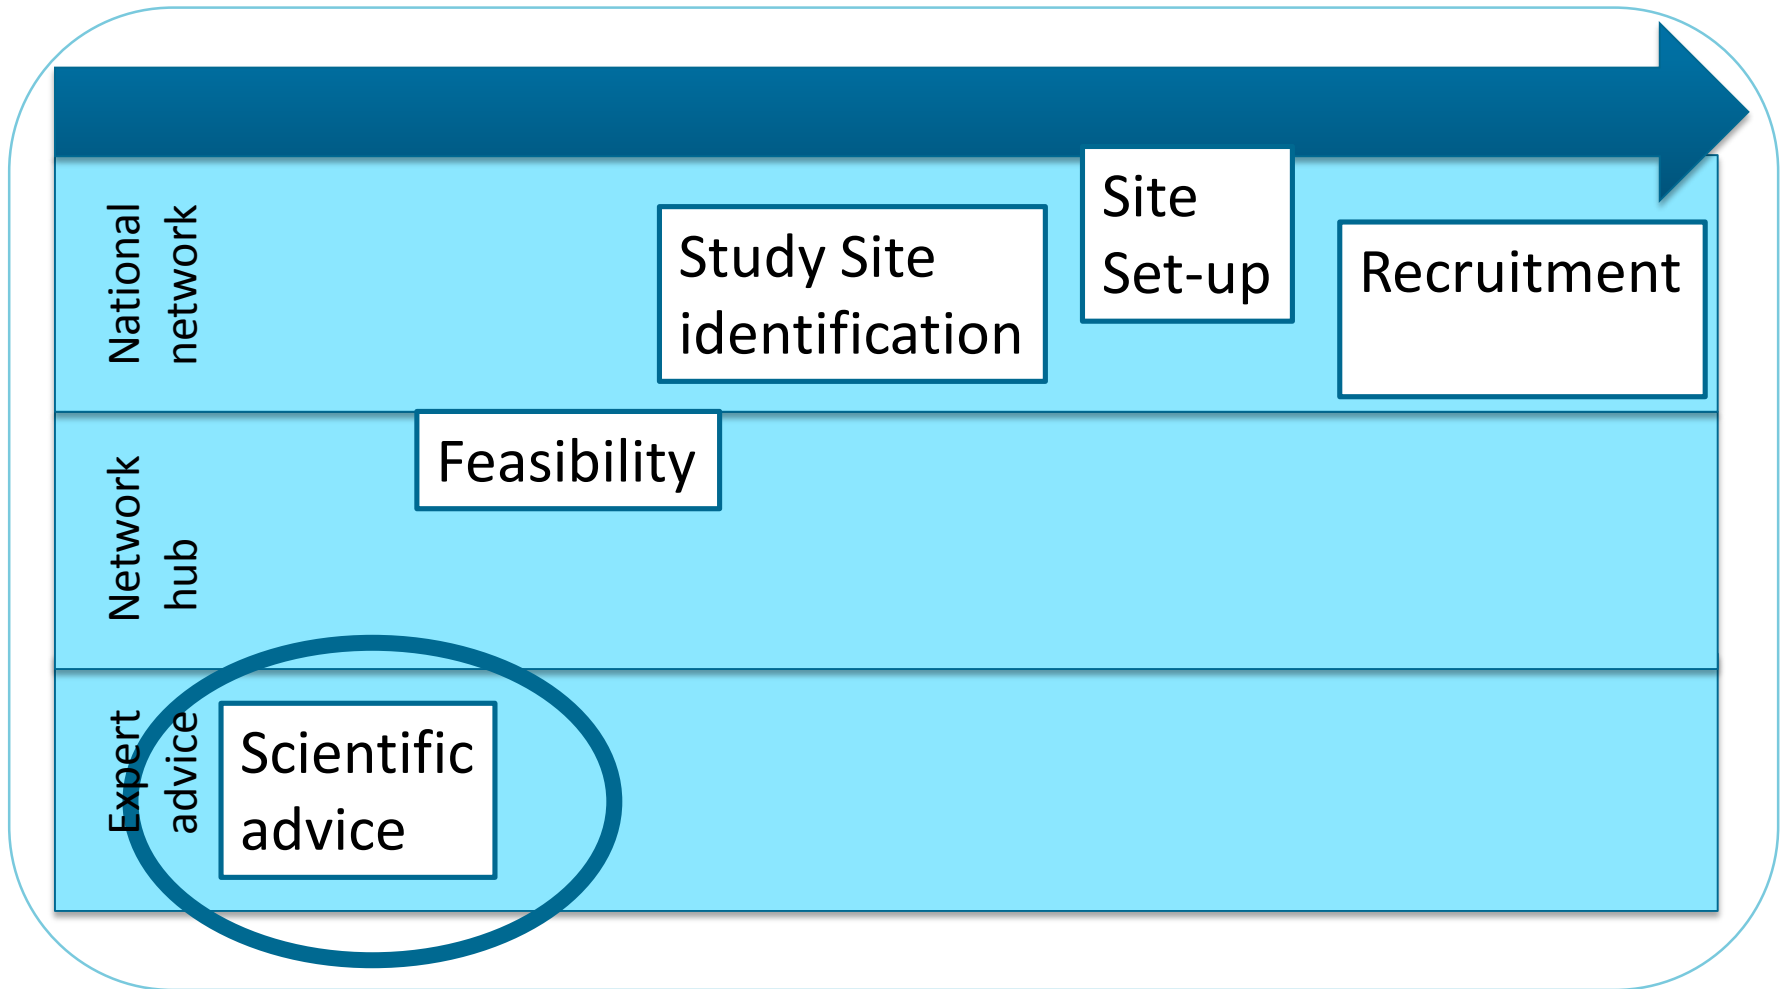 National
network
Study Site
identification
Site
Set-up
Recruitment
Network
hub
Feasibility
Expert
advice
Scientific
advice